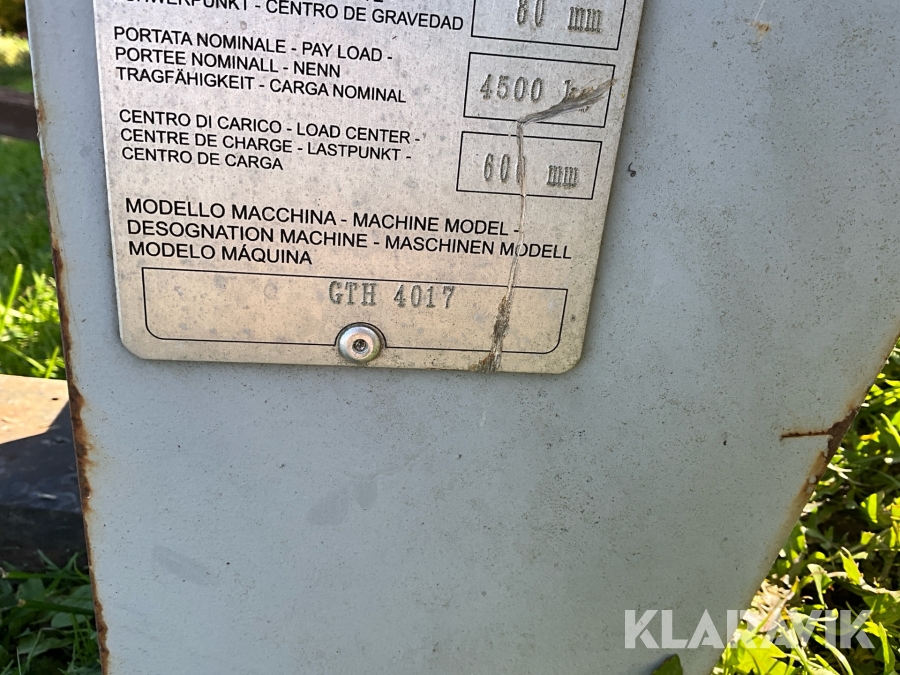 SCHWERPUNKT - CENTRO DE GRAVEDAD
80 mm
PORTATA NOMINALE - PAY LOAD -
PORTEE NOMINALL - NENN
TRAGFÄHIGKEIT - CARGA NOMINAL
4500
CENTRO DI CARICO - LOAD CENTER -
CENTRE DE CHARGE - LASTPUNKT -
CENTRO DE CARGA
600 mm
MODELLO MACCHINA - MACHINE MODEL -
DESOGNATION MACHINE - MASCHINEN MODELL
MODELO MÁQUINA
GTH 4017
KLARAVIK